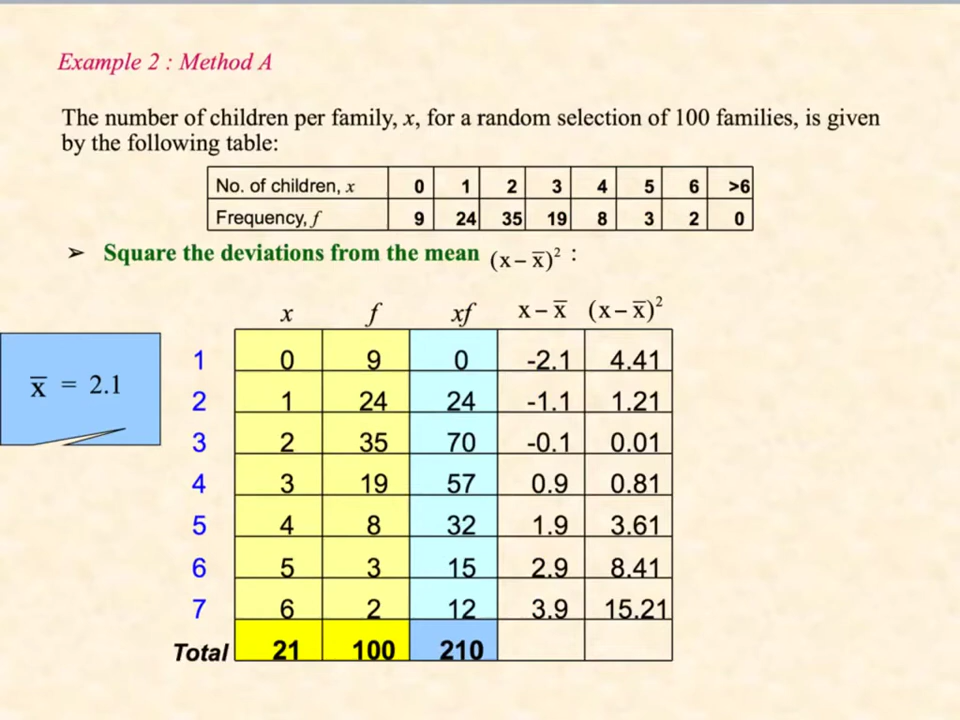 Example 2 : Method A
The number of children per family, x, for a random selection of 100 families, is given
by the following table:
No. of children, x 0 1 2 3 4 5 6 >6
Frequency, f 9 24 35 19 8 3 2 0
➢ Square the deviations from the mean (x – x̅)² :
x f xf x – x̅ (x – x̅)²
1 0 9 0 -2.1 4.41
x̅ = 2.1
2 1 24 24 -1.1 1.21
3 2 35 70 -0.1 0.01
4 3 19 57 0.9 0.81
5 4 8 32 1.9 3.61
6 5 3 15 2.9 8.41
7 6 2 12 3.9 15.21
Total 21 100 210